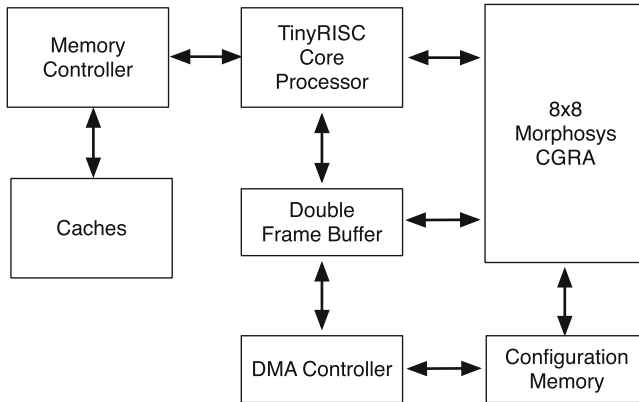 Memory
Controller
TinyRISC
Core
Processor
8x8
Morphosys
CGRA
Caches
Double
Frame Buffer
DMA Controller
Configuration
Memory